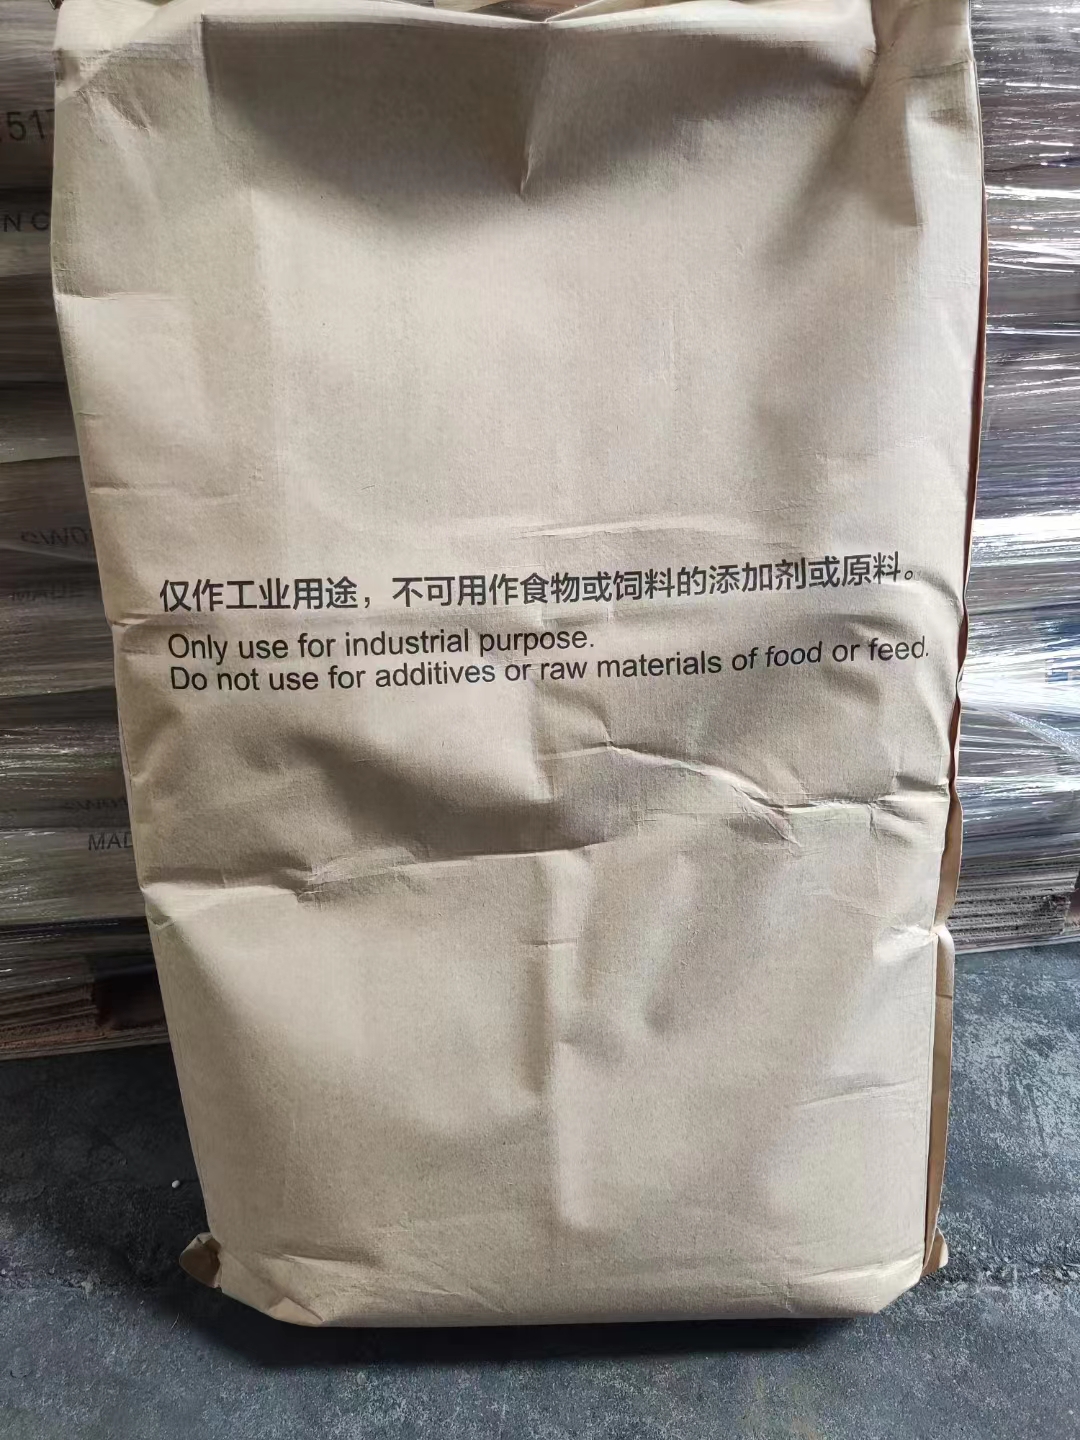 仅作工业用途，不可用作食物或饲料的添加剂或原料。
Only use for industrial purpose.
Do not use for additives or raw materials of food or feed.